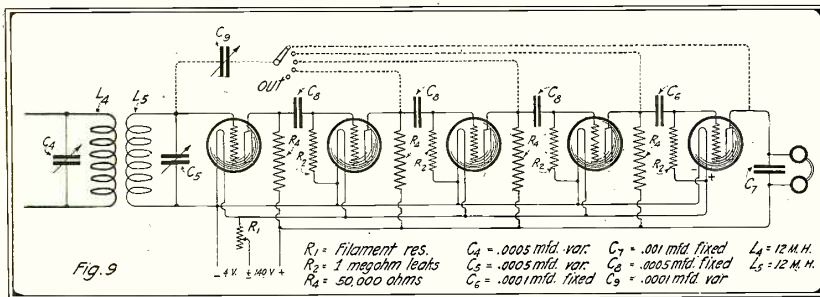 C9
L4
L5
OUT
C8
C8
C8
C6
C4
C5
R4
R2
R4
R2
R4
R2
R4
R2
- +
C7
R1
- 4 V. ± 140 V +
Fig. 9
R1 = Filament res.
R2 = 1 megohm leaks
R4 = 50,000 ohms
C4 = .0005 mfd. var.
C5 = .0005 mfd. var.
C6 = .0001 mfd. fixed
C7 = .001 mfd. fixed
C8 = .0005 mfd. fixed
C9 = .0001 mfd. var
L4 = 12 M.H.
L5 = 12 M.H.